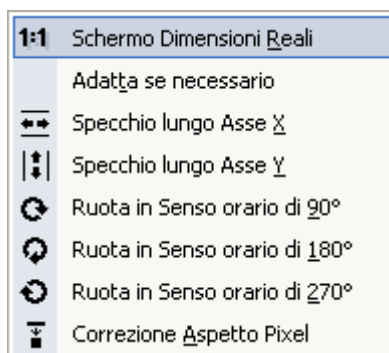 1:1 Schermo Dimensioni Reali
Adatta se necessario
Specchio lungo Asse X
Specchio lungo Asse Y
Ruota in Senso orario di 90°
Ruota in Senso orario di 180°
Ruota in Senso orario di 270°
Correzione Aspetto Pixel